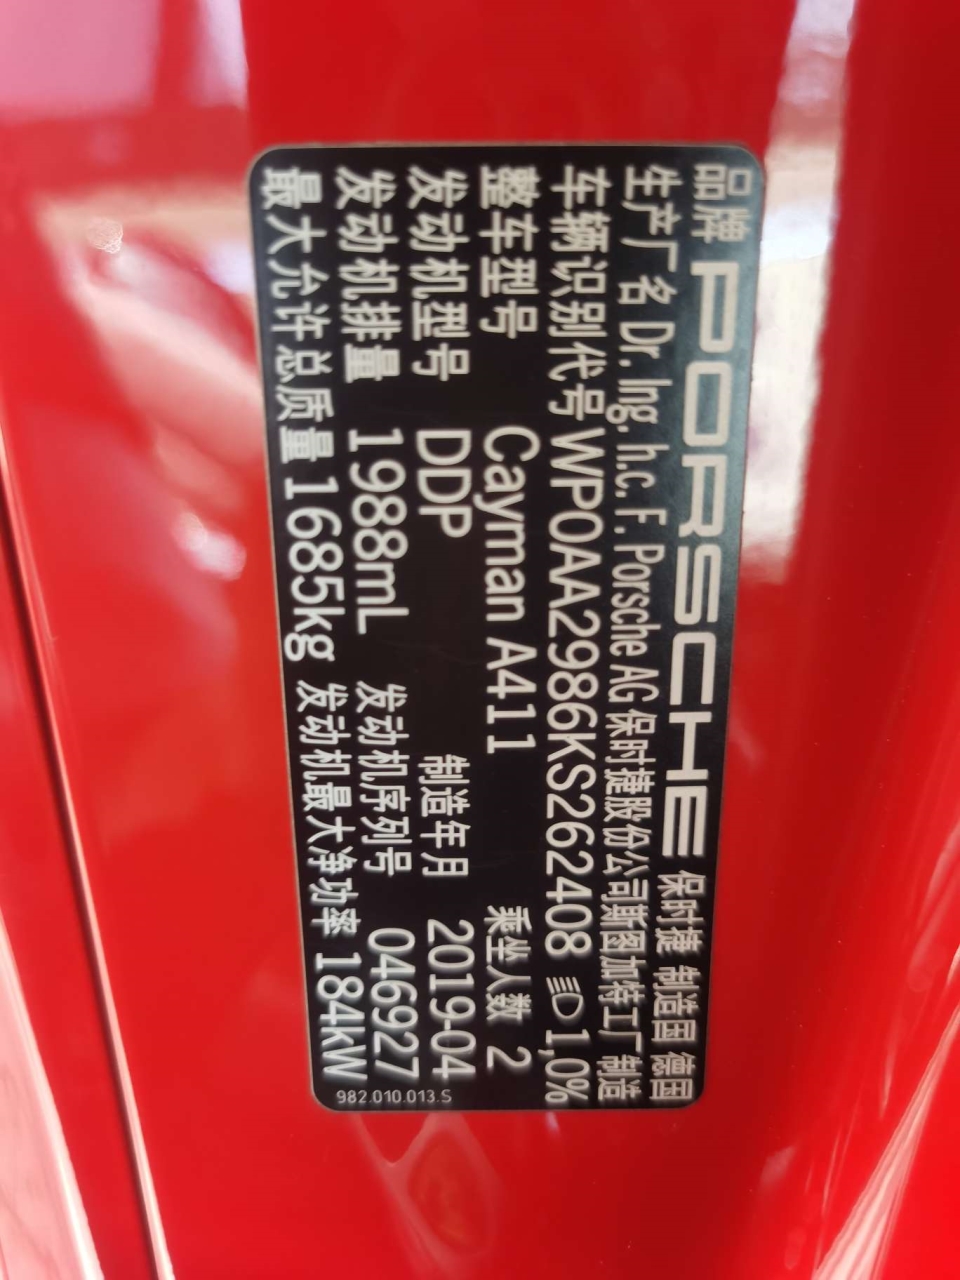 品牌 PORSCHE 保时捷 制造国 德国
生产厂名 Dr. Ing. h.c. F. Porsche AG 保时捷股份公司斯图加特工厂制造
车辆识别代号 WP0AA2986KS262408 1,0%
整车型号 Cayman A411 乘坐人数 2
发动机型号 DDP 制造年月 2019-04
发动机排量 1988mL 发动机序列号 046927
最大允许总质量 1685kg 发动机最大净功率 184kW
982.010.013.S